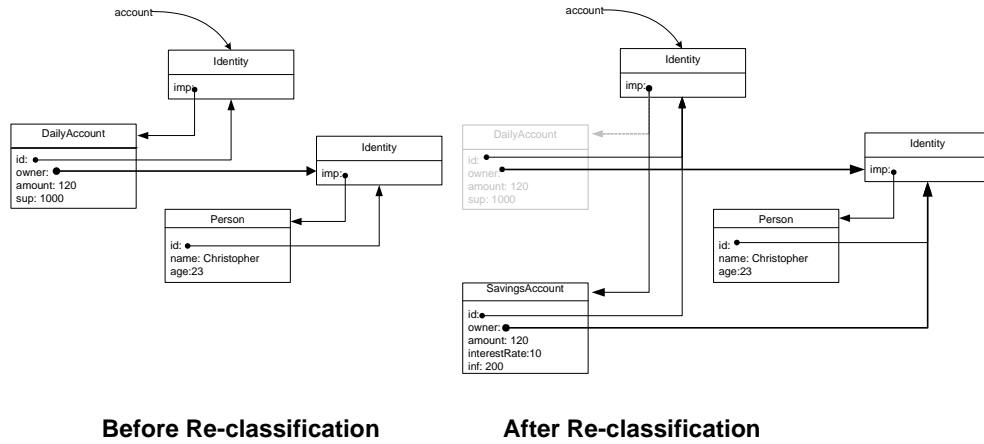 account
Identity
imp:
DailyAccount
id:
owner:
amount: 120
sup: 1000
Identity
imp:
Person
id:
name: Christopher
age:23
account
Identity
imp:
DailyAccount
id:
owner:
amount: 120
sup: 1000
Identity
imp:
Person
id:
name: Christopher
age:23
SavingsAccount
id:
owner:
amount: 120
interestRate:10
inf: 200
Before Re-classification
After Re-classification